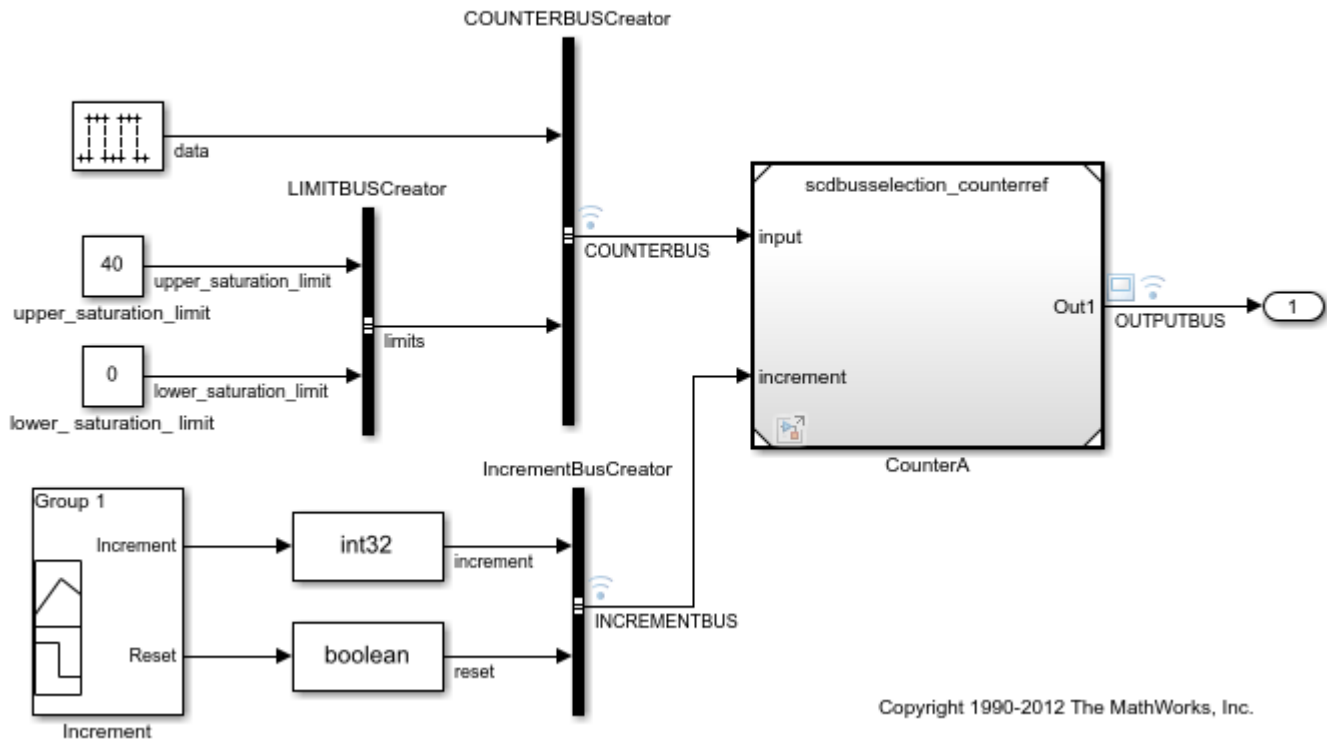 COUNTERBUSCreator
data
LIMITBUSCreator
scdbusselection_counterref
40
upper_saturation_limit
upper_saturation_limit
COUNTERBUS
input
limits
Out1
OUTPUTBUS
1
0
lower_saturation_limit
lower_ saturation_ limit
increment
CounterA
IncrementBusCreator
Group 1
Increment
int32
increment
INCREMENTBUS
Reset
boolean
reset
Increment
Copyright 1990-2012 The MathWorks, Inc.